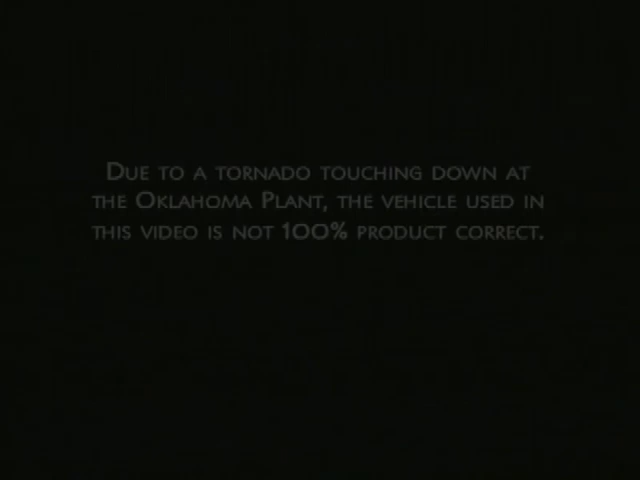 Due to a tornado touching down at
the Oklahoma Plant, the vehicle used in
this video is not 100% product correct.